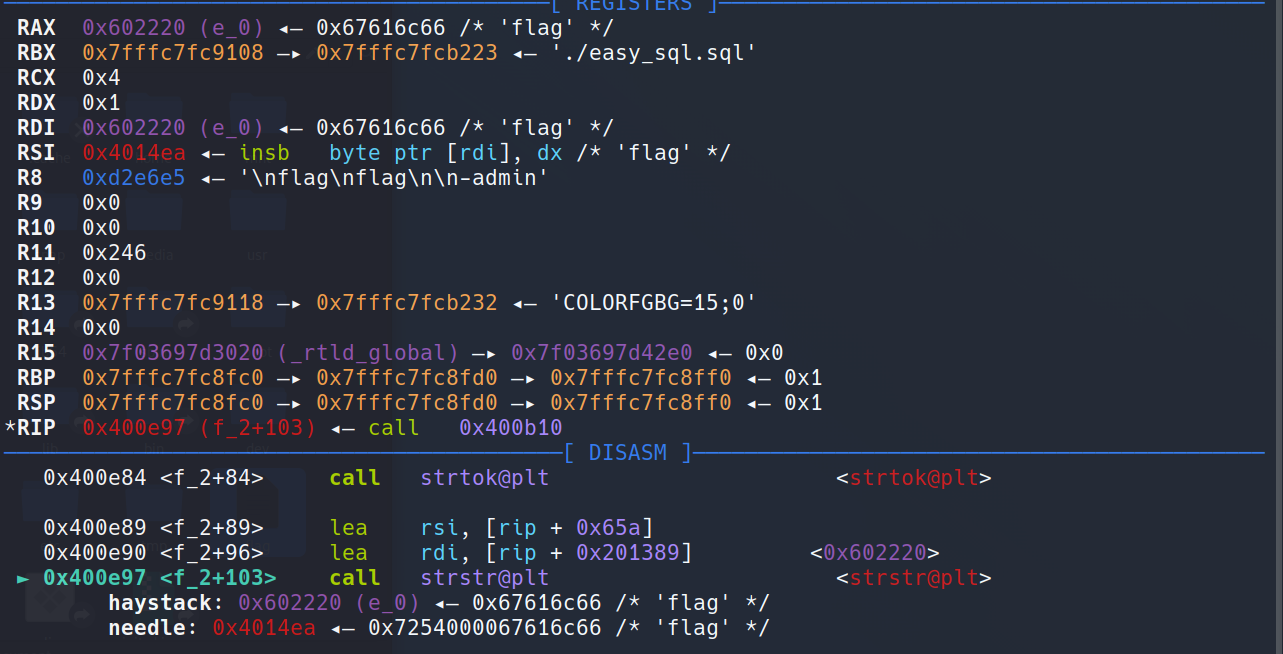 [ REGISTERS ]
RAX 0x602220 (e_0) ◂— 0x67616c66 /* 'flag' */
RBX 0x7fffc7fc9108 —▸ 0x7fffc7fcb223 ◂— './easy_sql.sql'
RCX 0x4
RDX 0x1
RDI 0x602220 (e_0) ◂— 0x67616c66 /* 'flag' */
RSI 0x4014ea ◂— insb byte ptr [rdi], dx /* 'flag' */
R8 0xd2e6e5 ◂— '\nflag\nflag\n\n-admin'
R9 0x0
R10 0x0
R11 0x246
R12 0x0
R13 0x7fffc7fc9118 —▸ 0x7fffc7fcb232 ◂— 'COLORFGBG=15;0'
R14 0x0
R15 0x7f03697d3020 (_rtld_global) —▸ 0x7f03697d42e0 ◂— 0x0
RBP 0x7fffc7fc8fc0 —▸ 0x7fffc7fc8fd0 —▸ 0x7fffc7fc8ff0 ◂— 0x1
RSP 0x7fffc7fc8fc0 —▸ 0x7fffc7fc8fd0 —▸ 0x7fffc7fc8ff0 ◂— 0x1
*RIP 0x400e97 (f_2+103) ◂— call 0x400b10
[ DISASM ]
0x400e84 <f_2+84> call strtok@plt <strtok@plt>
0x400e89 <f_2+89> lea rsi, [rip + 0x65a]
0x400e90 <f_2+96> lea rdi, [rip + 0x201389] <0x602220>
► 0x400e97 <f_2+103> call strstr@plt <strstr@plt>
haystack: 0x602220 (e_0) ◂— 0x67616c66 /* 'flag' */
needle: 0x4014ea ◂— 0x7254000067616c66 /* 'flag' */